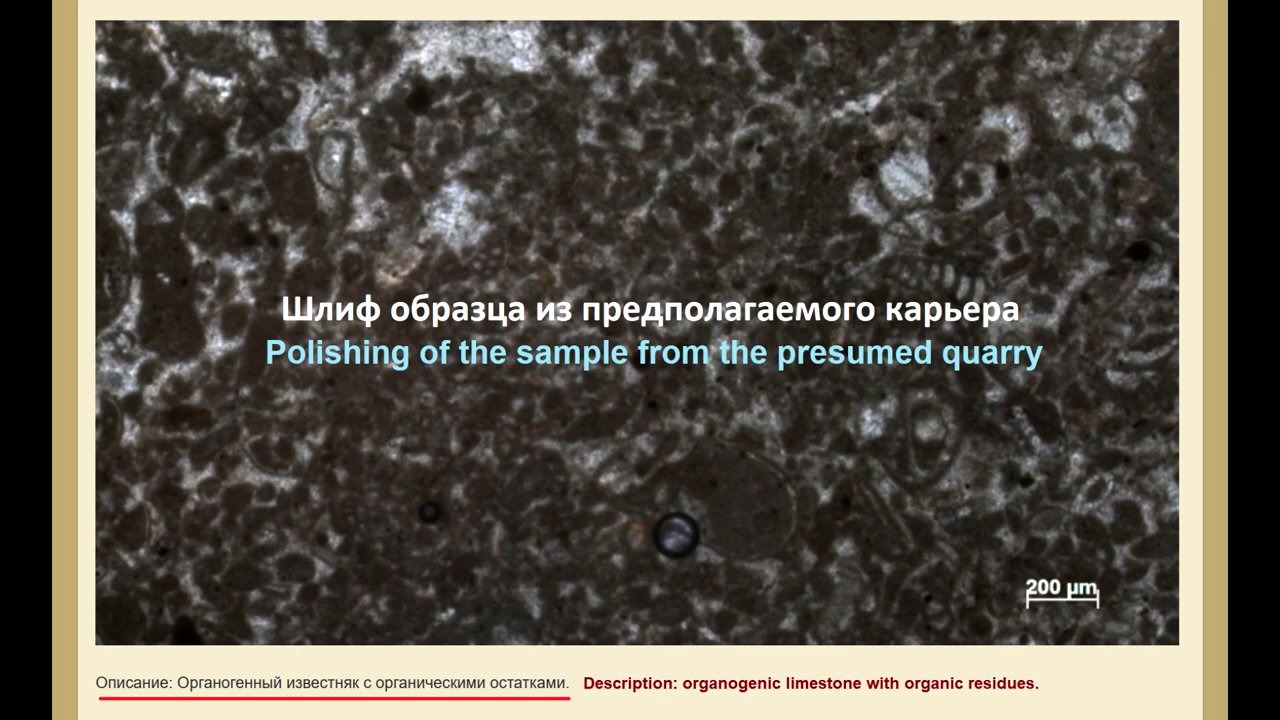 Шлиф образца из предполагаемого карьера
Polishing of the sample from the presumed quarry
200 µm
Описание: Органогенный известняк с органическими остатками. Description: organogenic limestone with organic residues.